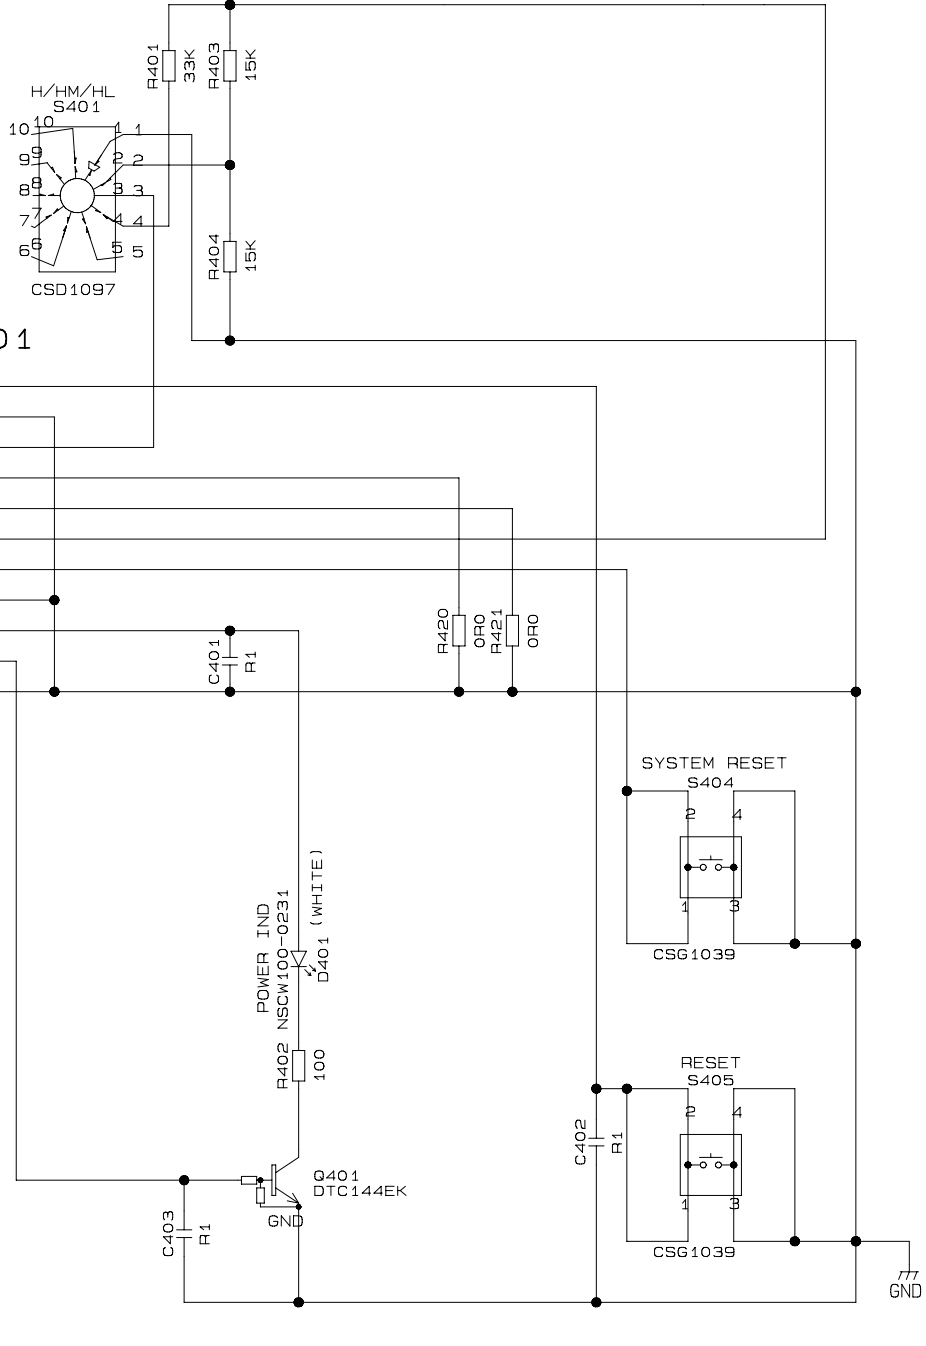 R401
33K
R403
15K
H/HM/HL
S401
10 10
1 1
9 9
2 2
8 8
3 3
7 7
4 4
6 6
5 5
CSD1097
R404
15K
01
R420
0R0
R421
0R0
C401
R1
SYSTEM RESET
S404
2 4
1 3
CSG1039
POWER IND
NSCW100-0231
D401 (WHITE)
R402
100
RESET
S405
2 4
1 3
CSG1039
C402
R1
Q401
DTC144EK
GND
C403
R1
GND